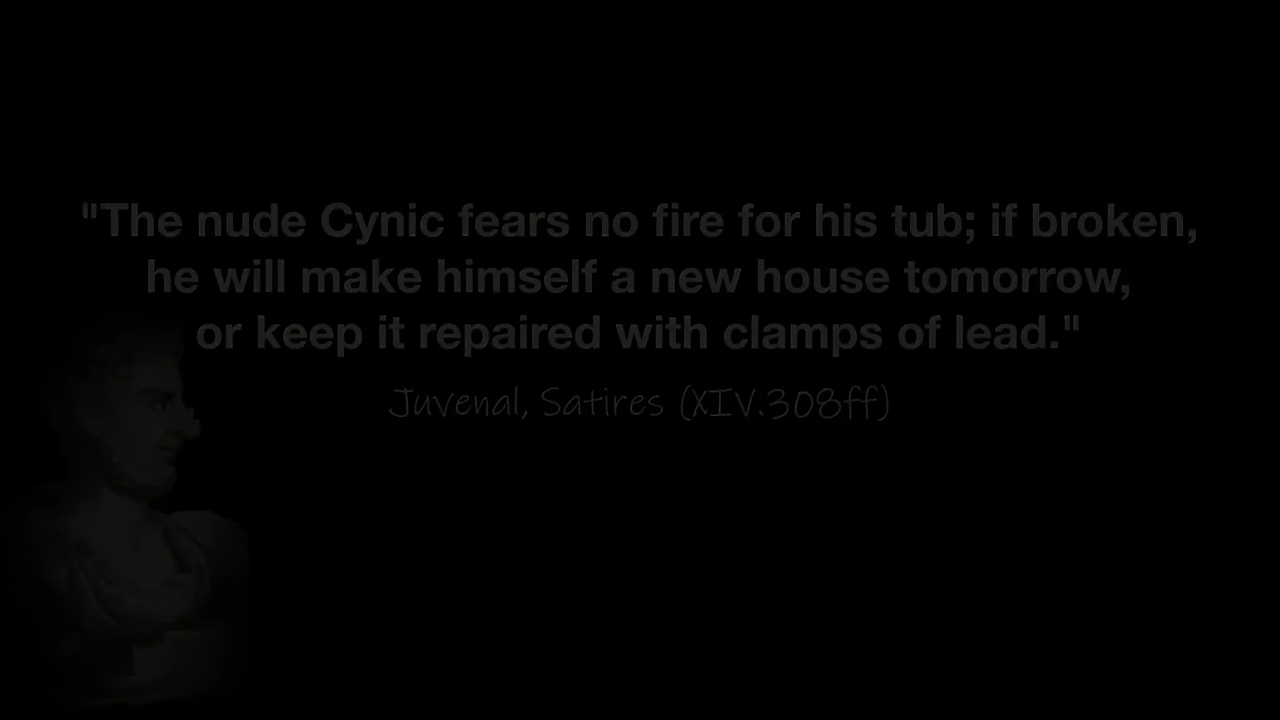 "The nude Cynic fears no fire for his tub; if broken,
he will make himself a new house tomorrow,
or keep it repaired with clamps of lead."
Juvenal, Satires (XIV.308ff)